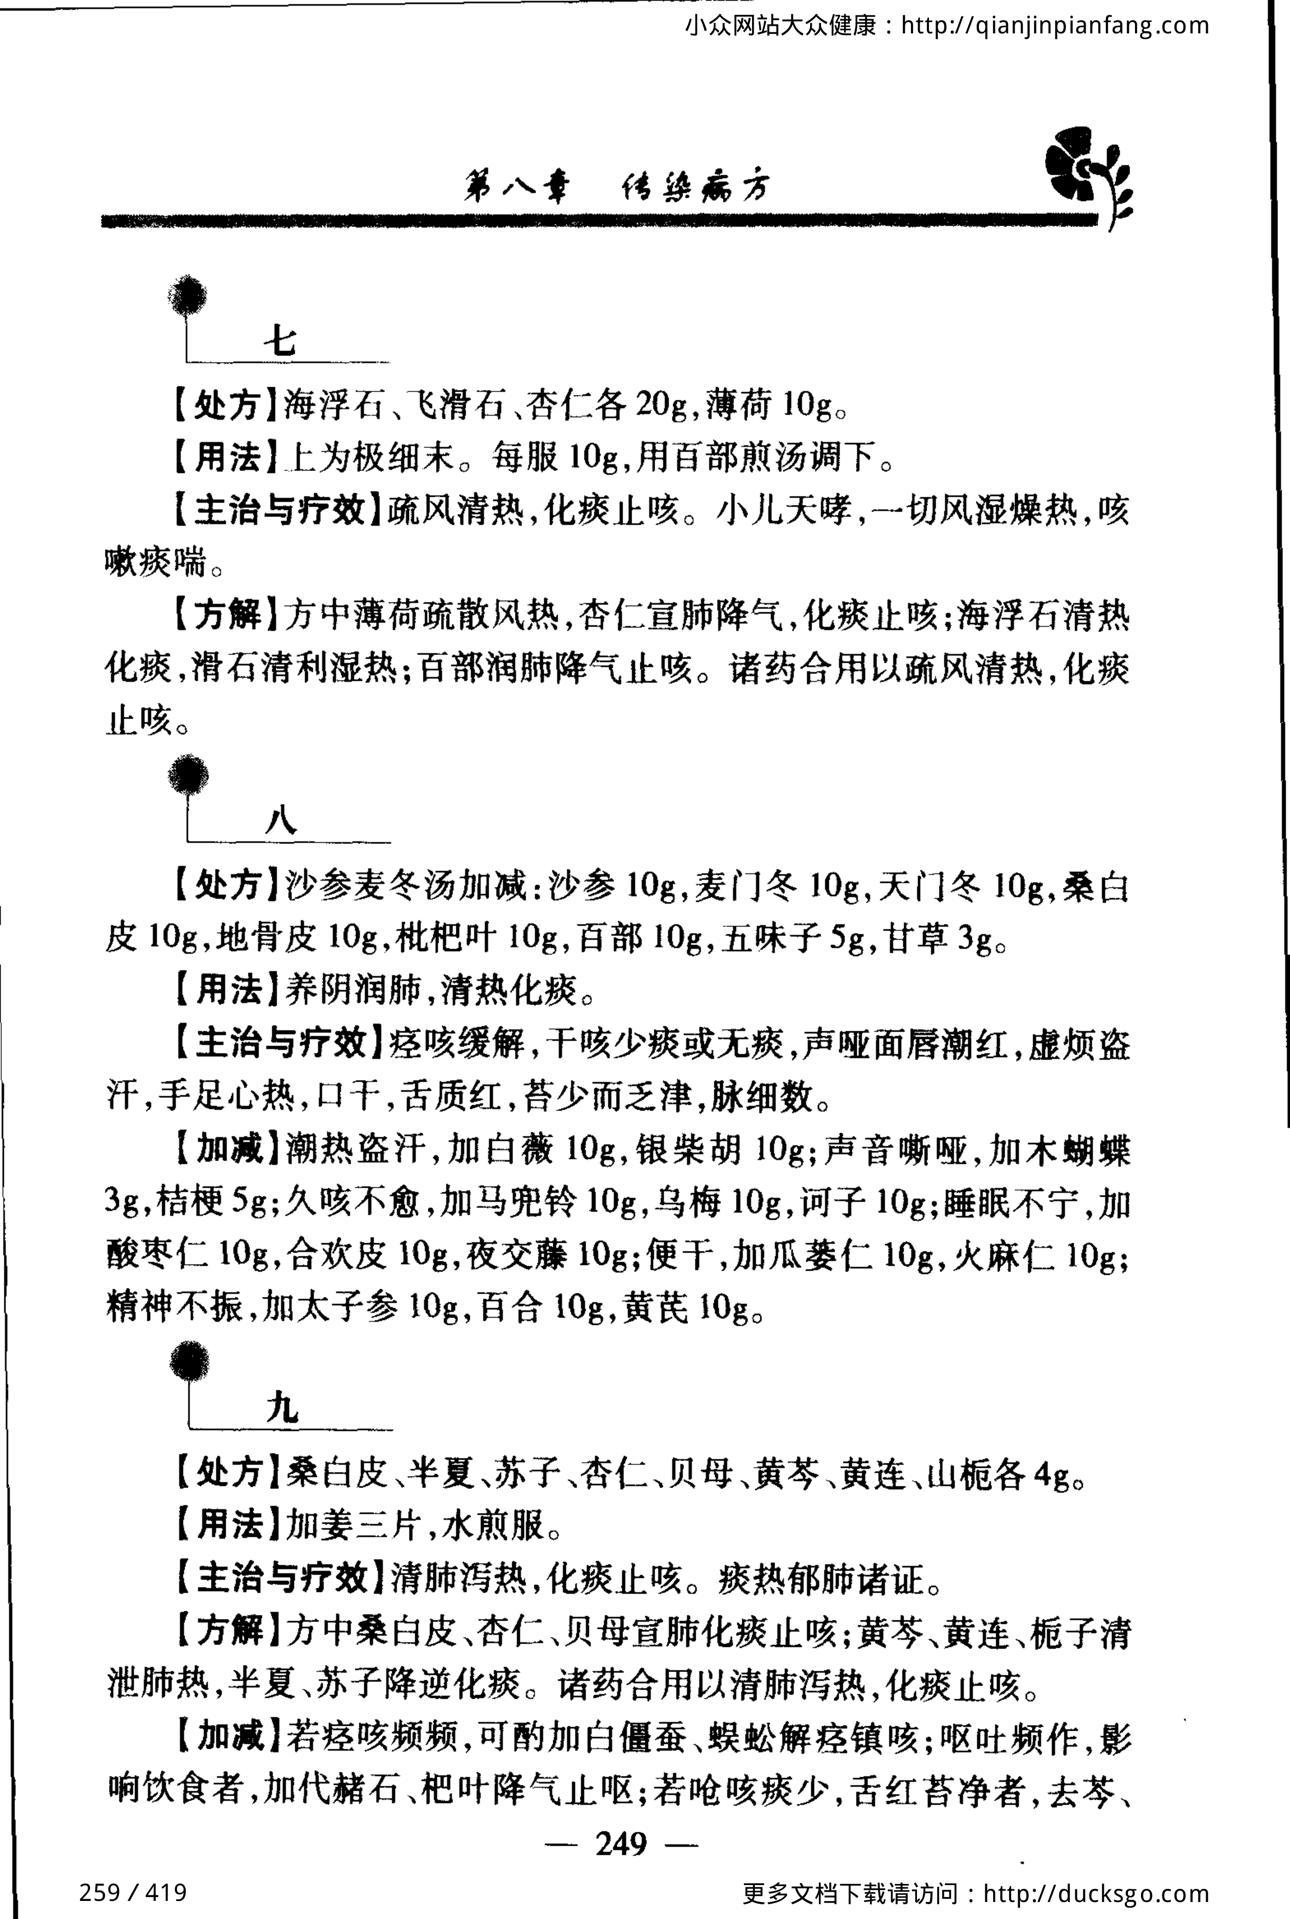 小众网站大众健康：http://qianjinpianfang.com
第八章 传染病方
七
【处方】海浮石、飞滑石、杏仁各 20g,薄荷 10g。
【用法】上为极细末。每服 10g,用百部煎汤调下。
【主治与疗效】疏风清热,化痰止咳。小儿天哮,一切风湿燥热,咳
嗽痰喘。
【方解】方中薄荷疏散风热,杏仁宣肺降气,化痰止咳;海浮石清热
化痰,滑石清利湿热;百部润肺降气止咳。诸药合用以疏风清热,化痰
止咳。
八
【处方】沙参麦冬汤加减:沙参 10g,麦门冬 10g,天门冬 10g,桑白
皮 10g,地骨皮 10g,枇杷叶 10g,百部 10g,五味子 5g,甘草 3g。
【用法】养阴润肺,清热化痰。
【主治与疗效】痉咳缓解,干咳少痰或无痰,声哑面唇潮红,虚烦盗
汗,手足心热,口干,舌质红,苔少而乏津,脉细数。
【加减】潮热盗汗,加白薇 10g,银柴胡 10g;声音嘶哑,加木蝴蝶
3g,桔梗 5g;久咳不愈,加马兜铃 10g,乌梅 10g,诃子 10g;睡眠不宁,加
酸枣仁 10g,合欢皮 10g,夜交藤 10g;便干,加瓜蒌仁 10g,火麻仁 10g;
精神不振,加太子参 10g,百合 10g,黄芪 10g。
九
【处方】桑白皮、半夏、苏子、杏仁、贝母、黄芩、黄连、山栀各 4g。
【用法】加姜三片,水煎服。
【主治与疗效】清肺泻热,化痰止咳。痰热郁肺诸证。
【方解】方中桑白皮、杏仁、贝母宣肺化痰止咳;黄芩、黄连、栀子清
泄肺热,半夏、苏子降逆化痰。诸药合用以清肺泻热,化痰止咳。
【加减】若痉咳频频,可酌加白僵蚕、蜈蚣解痉镇咳;呕吐频作,影
响饮食者,加代赭石、杷叶降气止呕;若呛咳痰少,舌红苔净者,去芩、
— 249 —
259 / 419
更多文档下载请访问：http://ducksgo.com